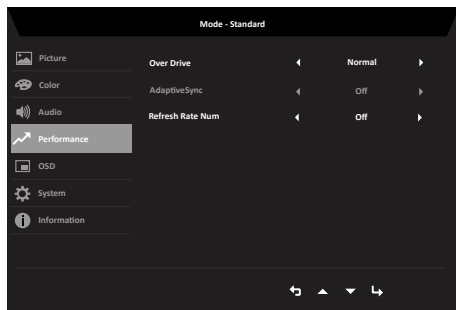 Mode - Standard
Picture
Color
Audio
Performance
OSD
System
Information
Over Drive Normal
AdaptiveSync Off
Refresh Rate Num Off